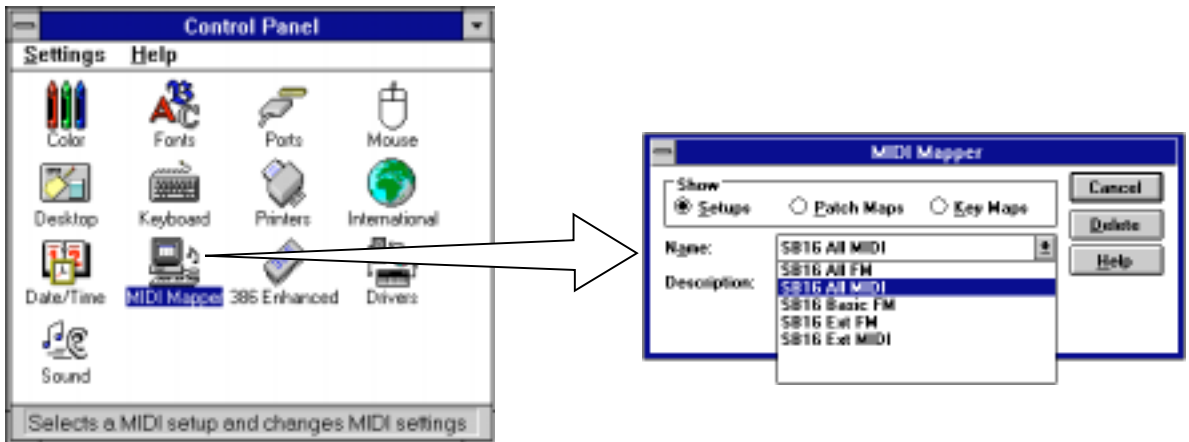 Control Panel
Settings Help
Color Fonts Ports Mouse
Desktop Keyboard Printers International
Date/Time MIDI Mapper 386 Enhanced Drivers
Sound
Selects a MIDI setup and changes MIDI settings
MIDI Mapper
Show
Setups Patch Maps Key Maps
Name: SB16 All MIDI
Description:
SB16 All FM
SB16 All MIDI
SB16 Basic FM
SB16 Ext FM
SB16 Ext MIDI
Cancel
Delete
Help